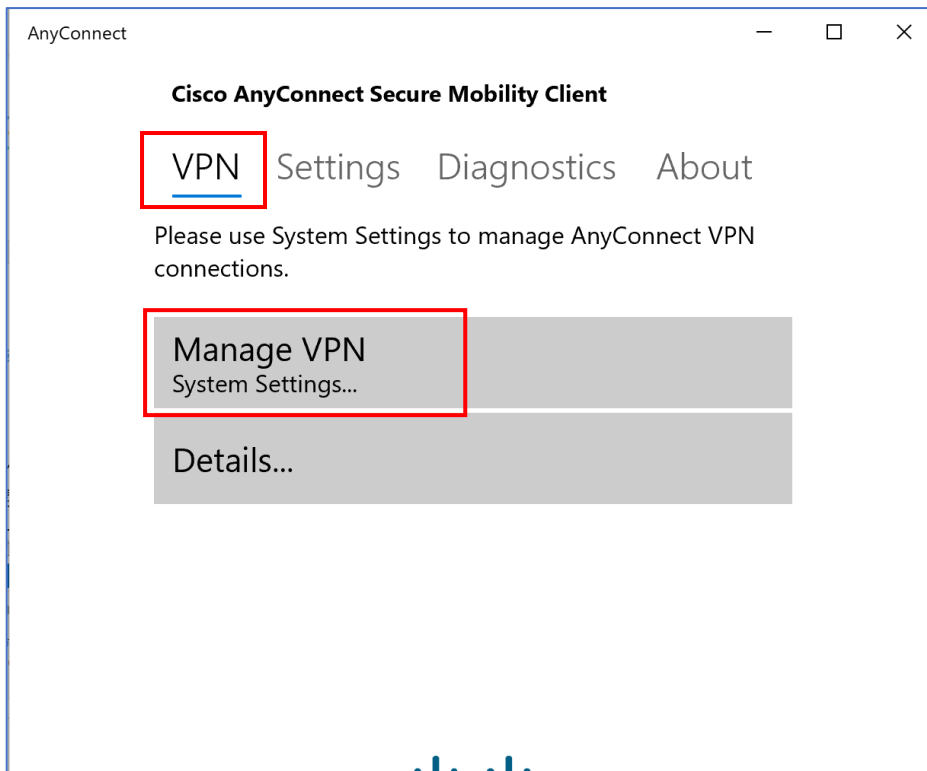 AnyConnect
Cisco AnyConnect Secure Mobility Client
VPN Settings Diagnostics About
Please use System Settings to manage AnyConnect VPN
connections.
Manage VPN
System Settings...
Details...